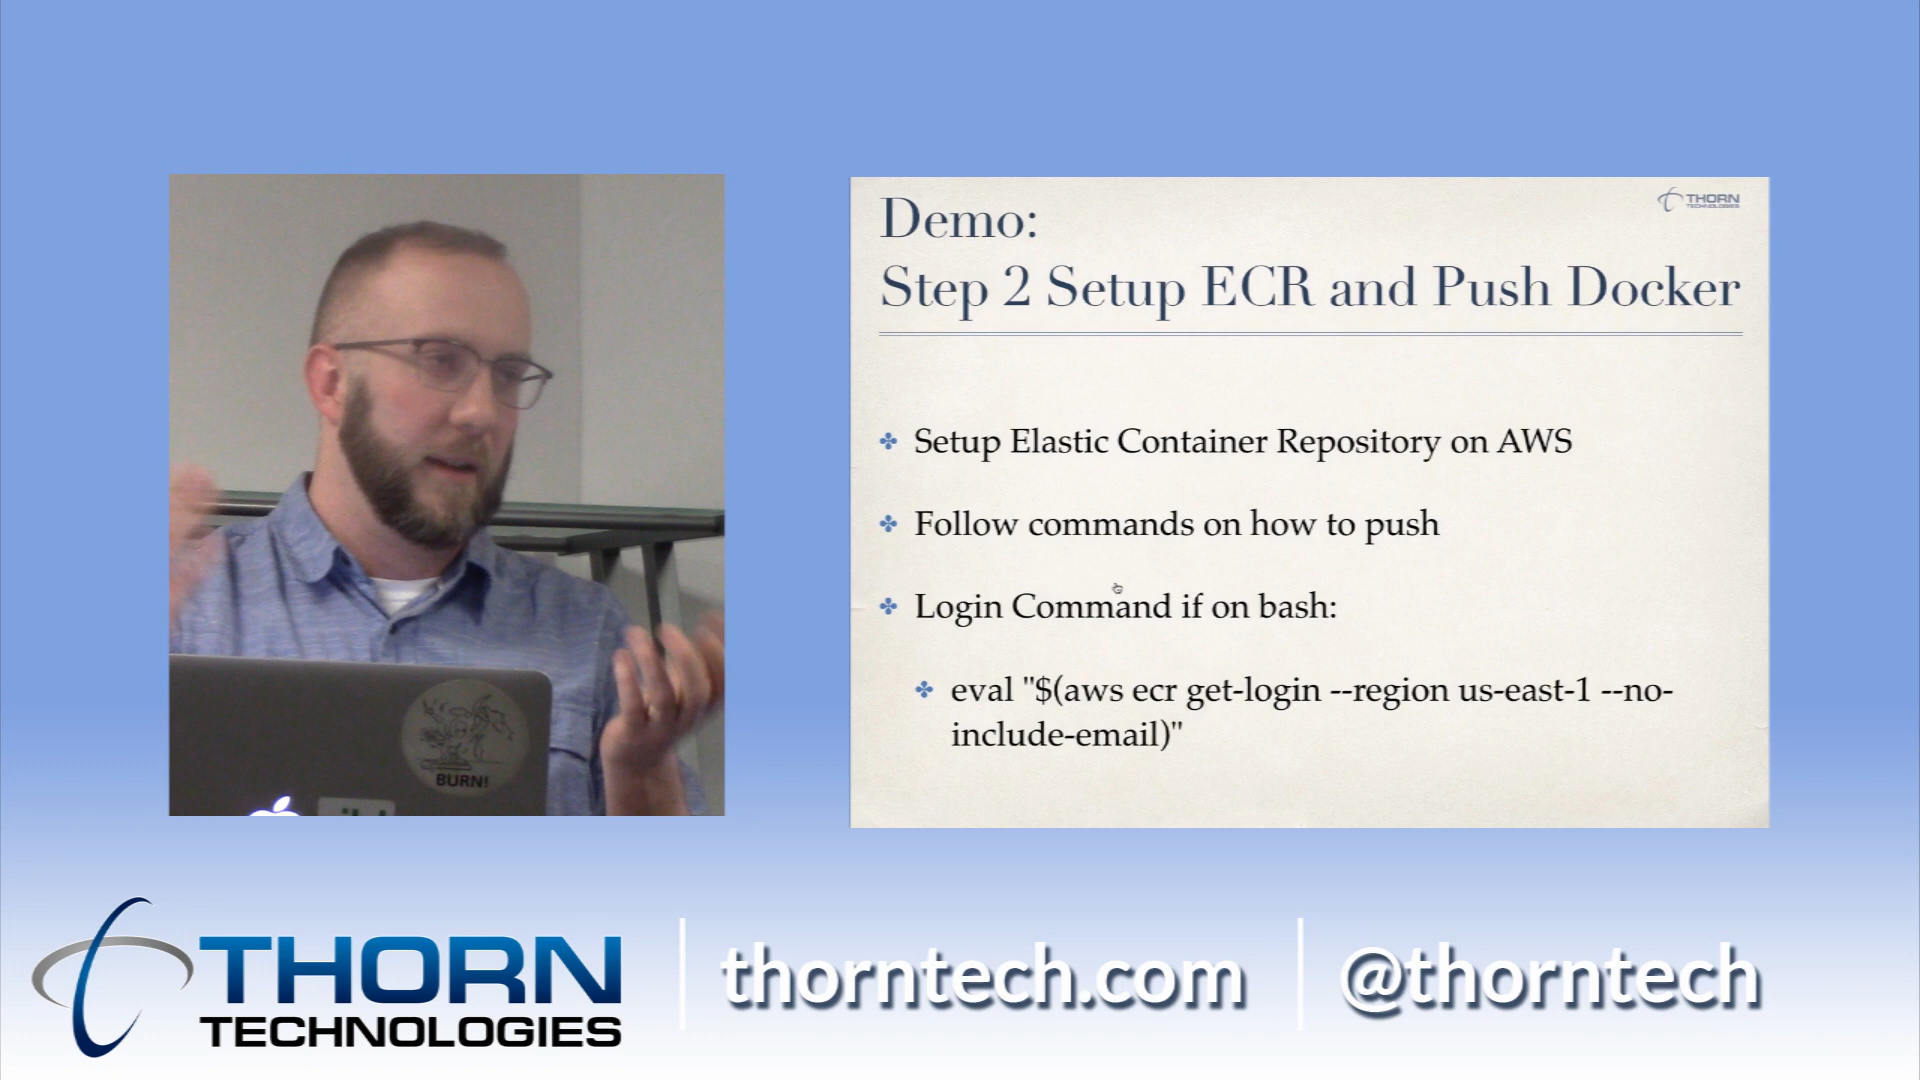 THORN
TECHNOLOGIES
Demo:
Step 2 Setup ECR and Push Docker
Setup Elastic Container Repository on AWS
Follow commands on how to push
Login Command if on bash:
eval "$(aws ecr get-login --region us-east-1 --no-
include-email)"
BURN!
THORN
TECHNOLOGIES
thorntech.com
@thorntech